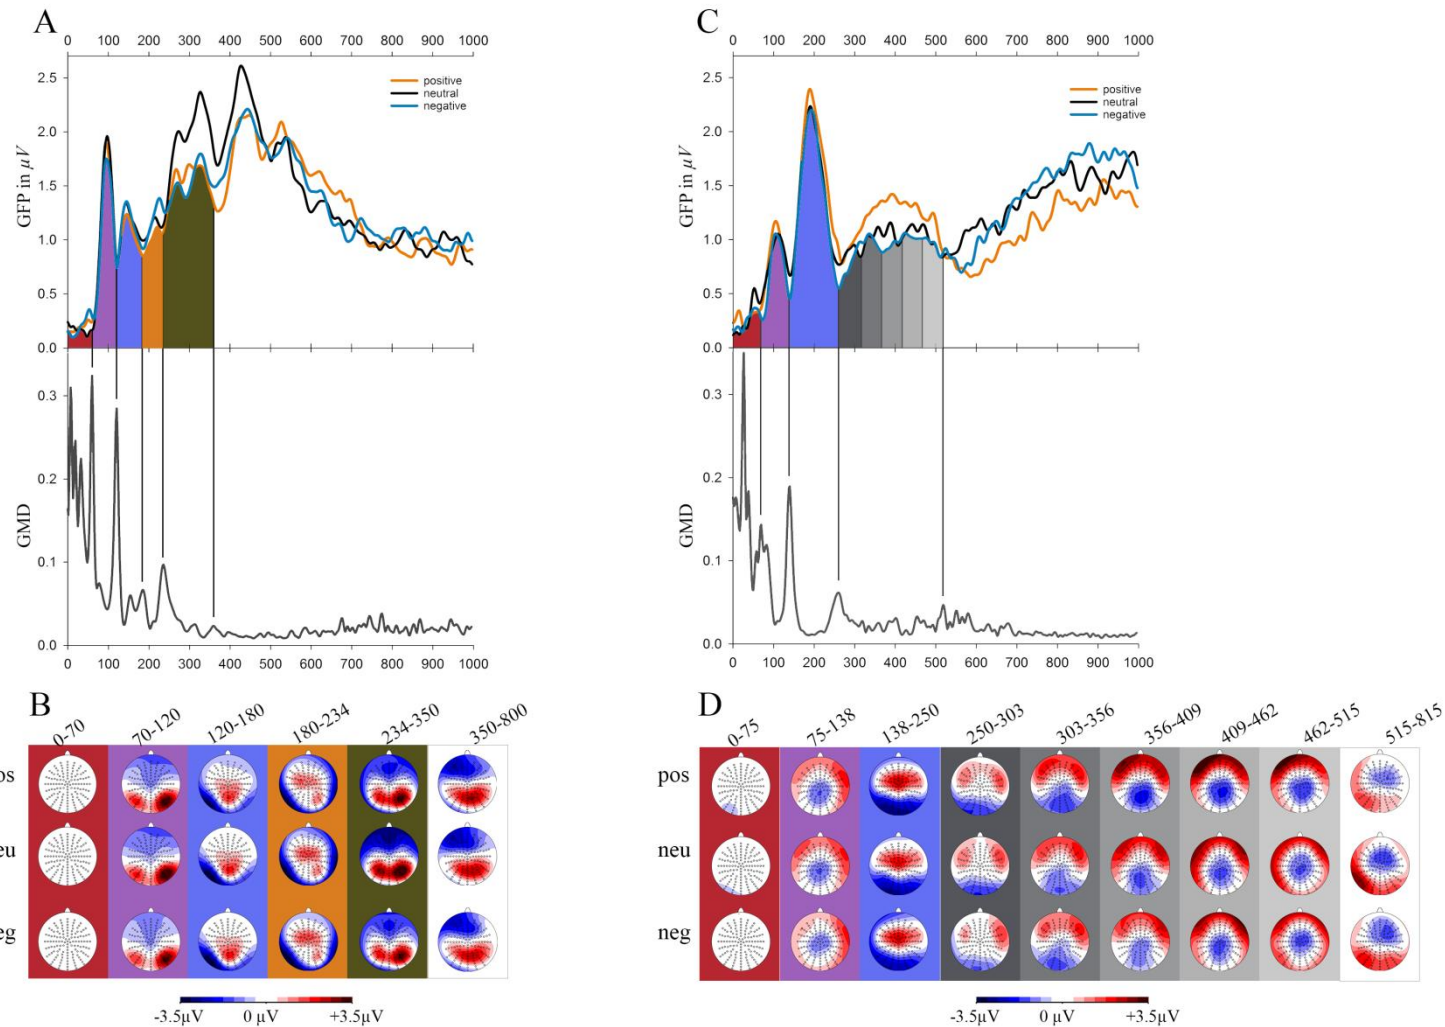 A
0 100 200 300 400 500 600 700 800 900 1000
2.5
2.0
1.5
1.0
0.5
0.0
GFP in µV
positive
neutral
negative
0.3
0.2
0.1
0.0
GMD
0 100 200 300 400 500 600 700 800 900 1000
B
0-70 70-120 120-180 180-234 234-350 350-800
os
eu
eg
-3.5µV 0 µV +3.5µV
C
0 100 200 300 400 500 600 700 800 900 1000
2.5
2.0
1.5
1.0
0.5
0.0
GFP in µV
positive
neutral
negative
0.3
0.2
0.1
0.0
GMD
0 100 200 300 400 500 600 700 800 900 1000
D
0-75 75-138 138-250 250-303 303-356 356-409 409-462 462-515 515-815
pos
neu
neg
-3.5µV 0 µV +3.5µV